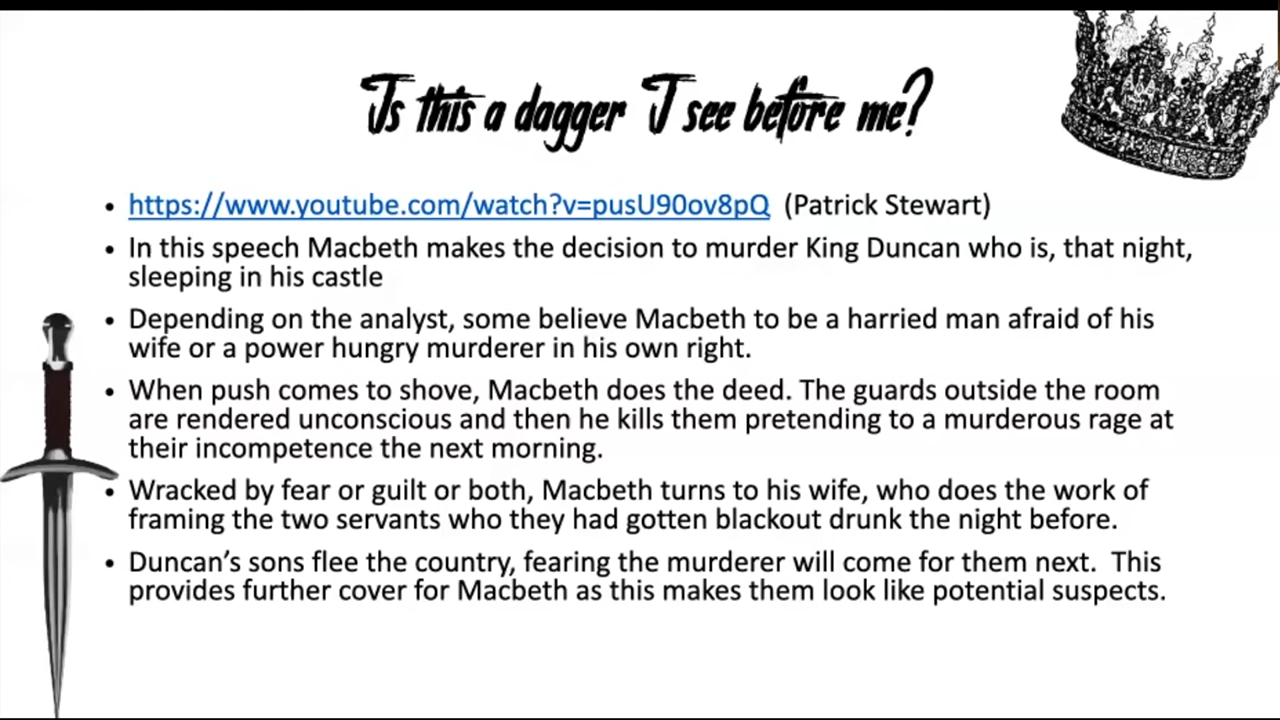 Is this a dagger I see before me?
• https://www.youtube.com/watch?v=pusU90ov8pQ (Patrick Stewart)
• In this speech Macbeth makes the decision to murder King Duncan who is, that night,
sleeping in his castle
• Depending on the analyst, some believe Macbeth to be a harried man afraid of his
wife or a power hungry murderer in his own right.
• When push comes to shove, Macbeth does the deed. The guards outside the room
are rendered unconscious and then he kills them pretending to a murderous rage at
their incompetence the next morning.
• Wracked by fear or guilt or both, Macbeth turns to his wife, who does the work of
framing the two servants who they had gotten blackout drunk the night before.
• Duncan’s sons flee the country, fearing the murderer will come for them next.  This
provides further cover for Macbeth as this makes them look like potential suspects.